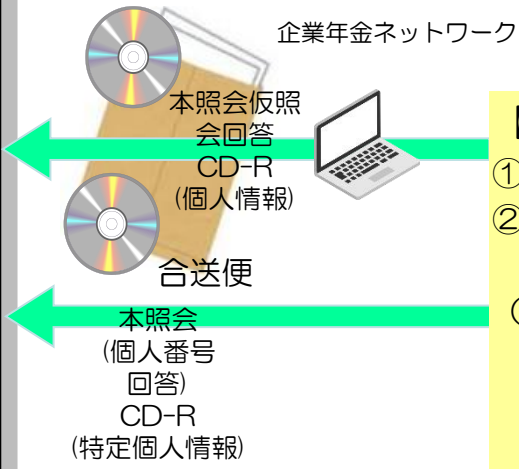 企業年金ネットワーク
本照会仮照
会回答
CD-R
(個人情報)
①
②
合送便
本照会
(個人番号
回答)
CD-R
(特定個人情報)